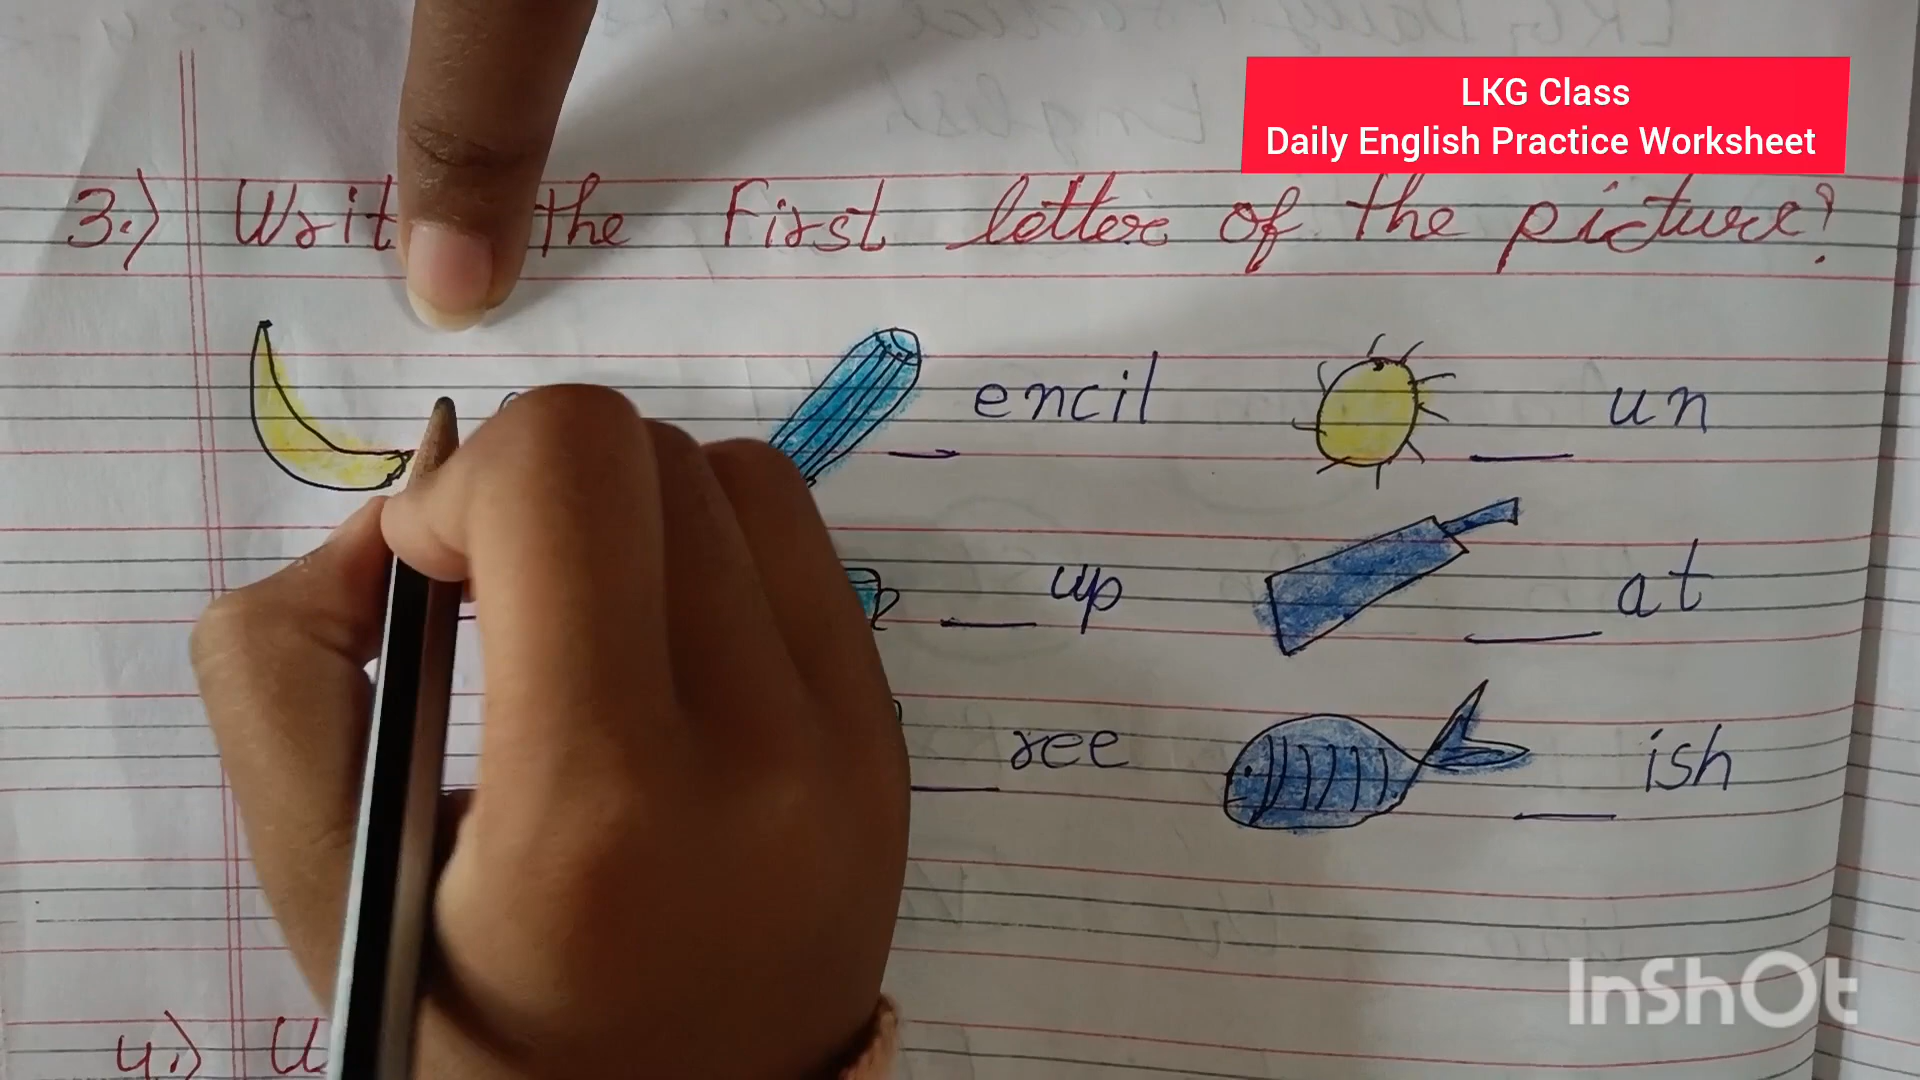 LKG Class
Daily English Practice Worksheet
3.) Writ the First letter of the picture?
encil un
up at
ree ish
4.) U
InShOt